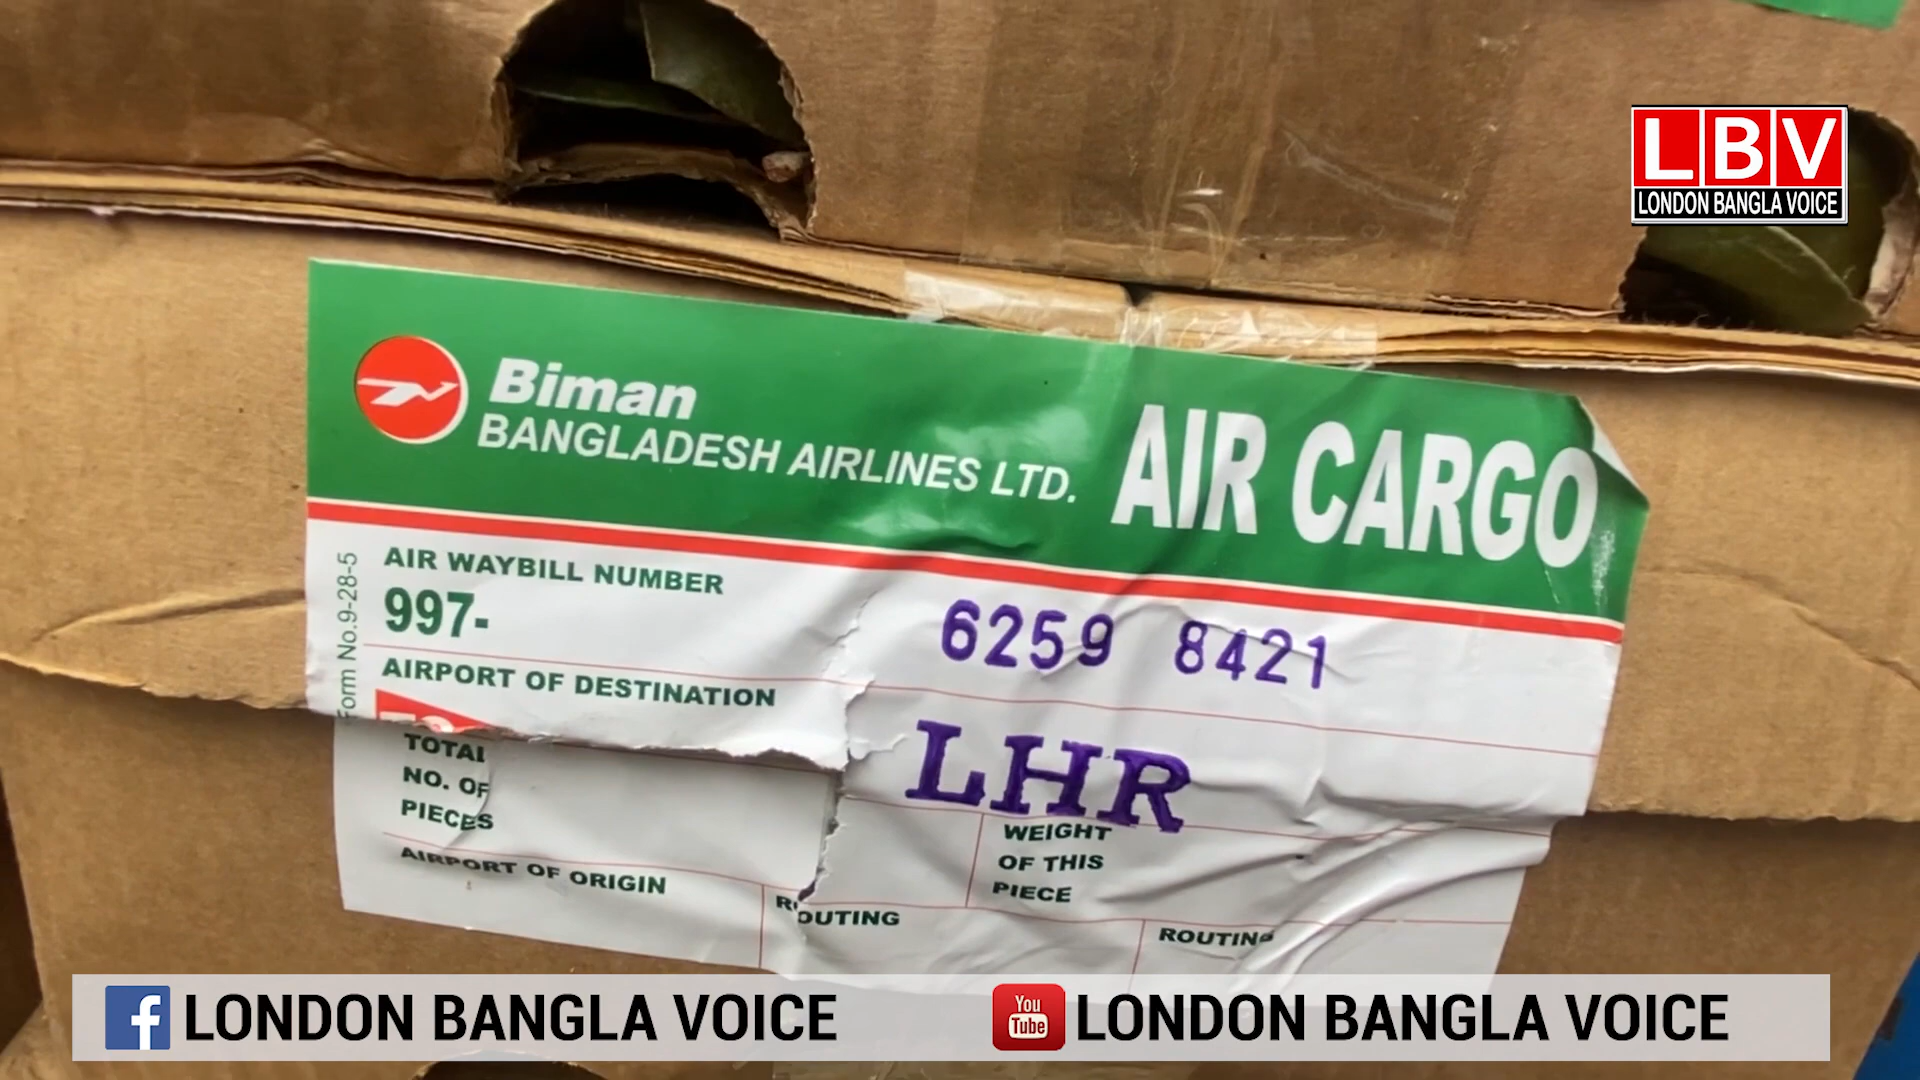 LBV
LONDON BANGLA VOICE
Biman
BANGLADESH AIRLINES LTD.
AIR CARGO
Form No.9-28-5
AIR WAYBILL NUMBER
997-
6259 8421
AIRPORT OF DESTINATION
LHR
TOTAL
NO. OF
PIECES
WEIGHT
OF THIS
PIECE
AIRPORT OF ORIGIN
ROUTING
ROUTING
f LONDON BANGLA VOICE
You Tube LONDON BANGLA VOICE